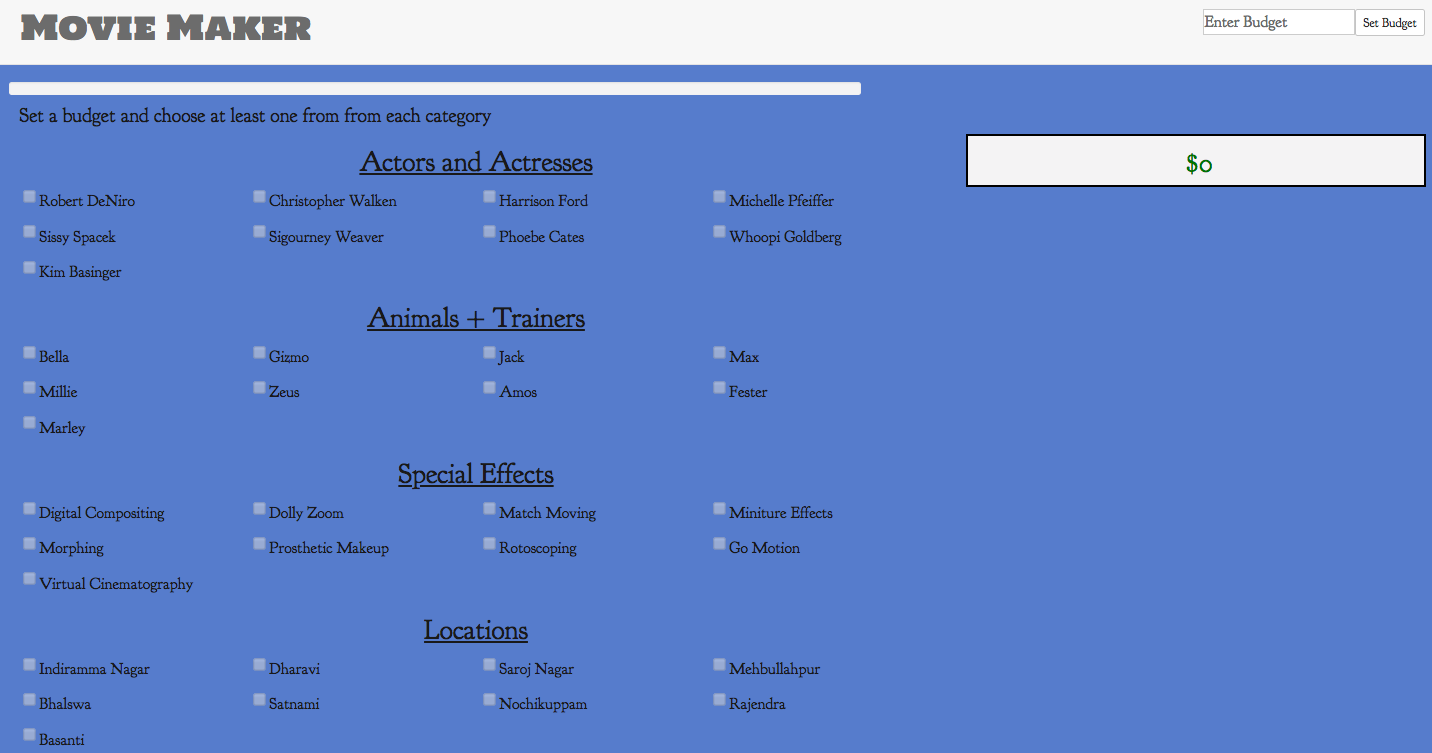 Movie Maker
Enter Budget Set Budget
Set a budget and choose at least one from from each category
$0
Actors and Actresses
Robert DeNiro Christopher Walken Harrison Ford Michelle Pfeiffer
Sissy Spacek Sigourney Weaver Phoebe Cates Whoopi Goldberg
Kim Basinger
Animals + Trainers
Bella Gizmo Jack Max
Millie Zeus Amos Fester
Marley
Special Effects
Digital Compositing Dolly Zoom Match Moving Miniture Effects
Morphing Prosthetic Makeup Rotoscoping Go Motion
Virtual Cinematography
Locations
Indiramma Nagar Dharavi Saroj Nagar Mehbullahpur
Bhalswa Satnami Nochikuppam Rajendra
Basanti